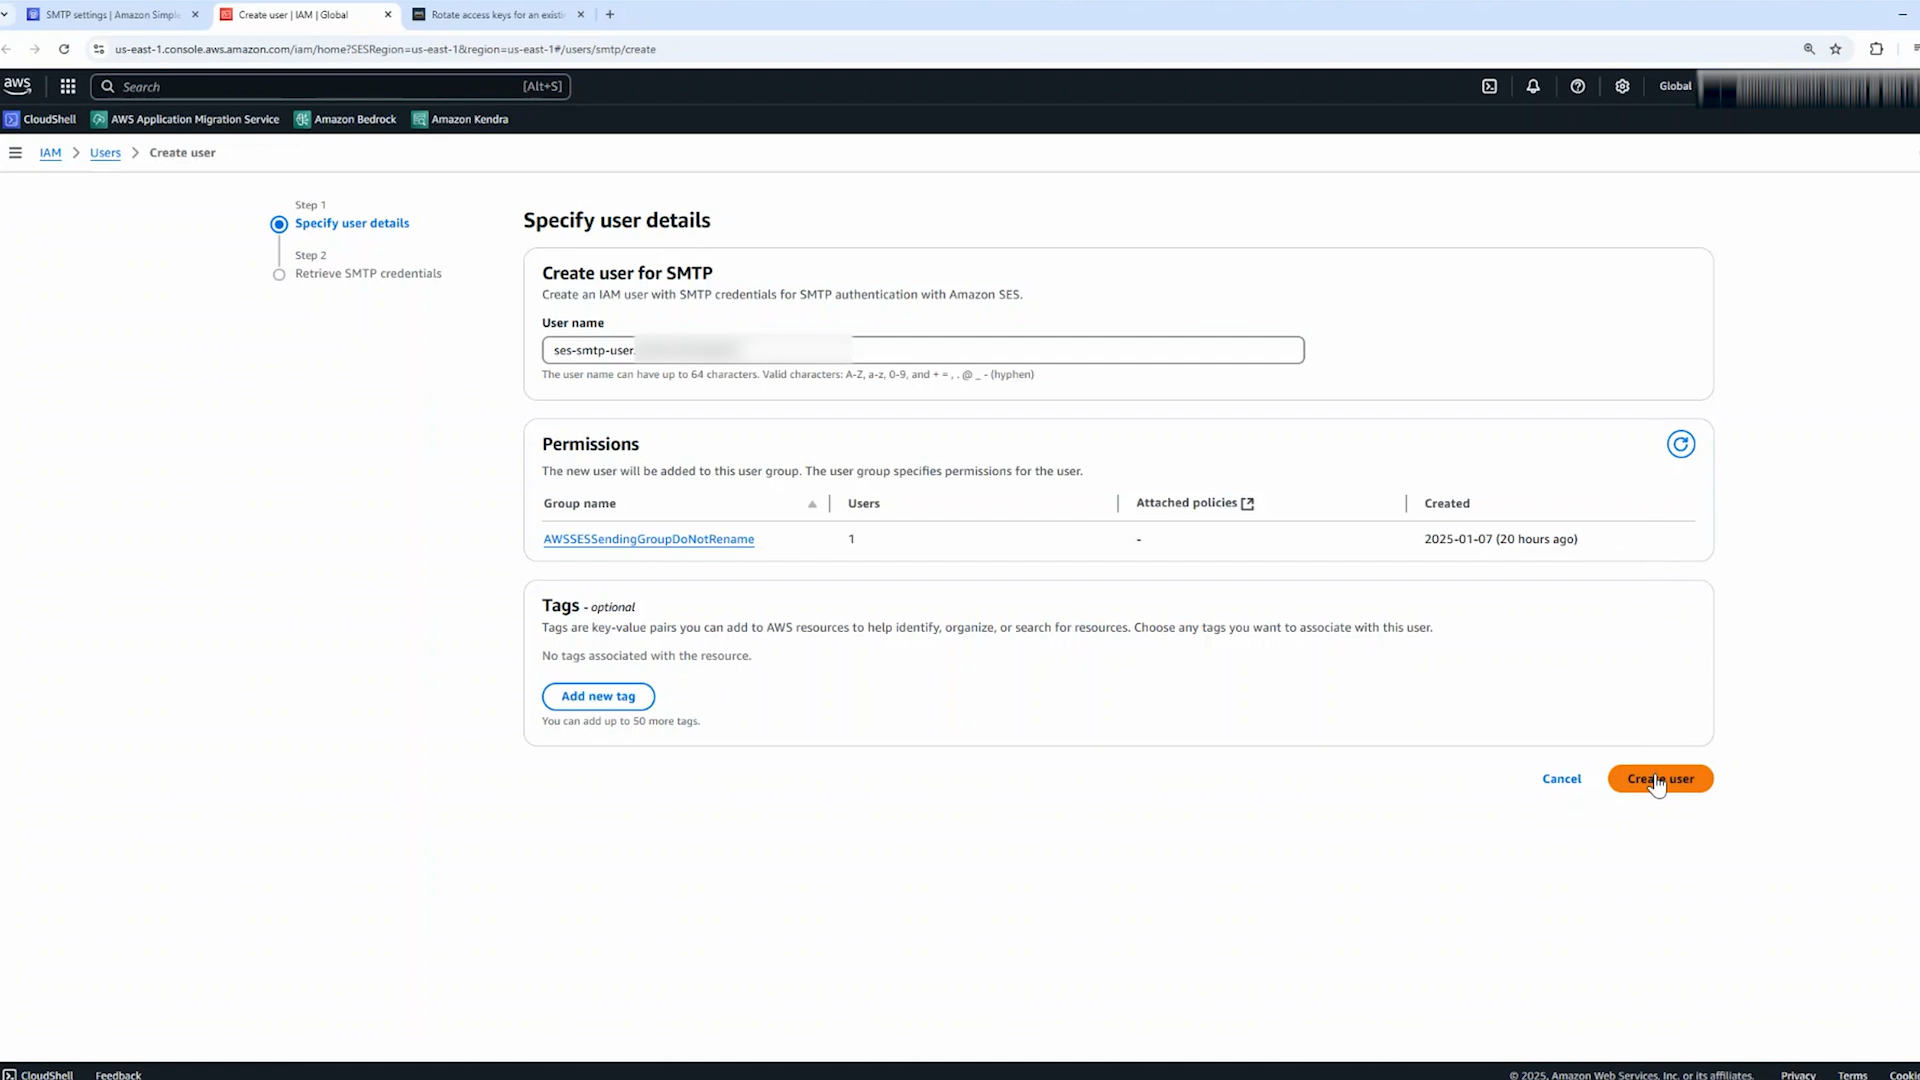 SMTP settings | Amazon Simple
Create user | IAM | Global
Rotate access keys for an existi
us-east-1.console.aws.amazon.com/iam/home?SESRegion=us-east-1&region=us-east-1#/users/smtp/create
aws
Search
[Alt+S]
Global
CloudShell
AWS Application Migration Service
Amazon Bedrock
Amazon Kendra
IAM
Users
Create user
Step 1
Specify user details
Step 2
Retrieve SMTP credentials
Specify user details
Create user for SMTP
Create an IAM user with SMTP credentials for SMTP authentication with Amazon SES.
User name
ses-smtp-user.
The user name can have up to 64 characters. Valid characters: A-Z, a-z, 0-9, and + = , . @ _ - (hyphen)
Permissions
The new user will be added to this user group. The user group specifies permissions for the user.
Group name
Users
Attached policies
Created
AWSSESSendingGroupDoNotRename
1
-
2025-01-07 (20 hours ago)
Tags - optional
Tags are key-value pairs you can add to AWS resources to help identify, organize, or search for resources. Choose any tags you want to associate with this user.
No tags associated with the resource.
Add new tag
You can add up to 50 more tags.
Cancel
Create user
CloudShell
Feedback
© 2025, Amazon Web Services, Inc. or its affiliates.
Privacy
Terms
Cookie